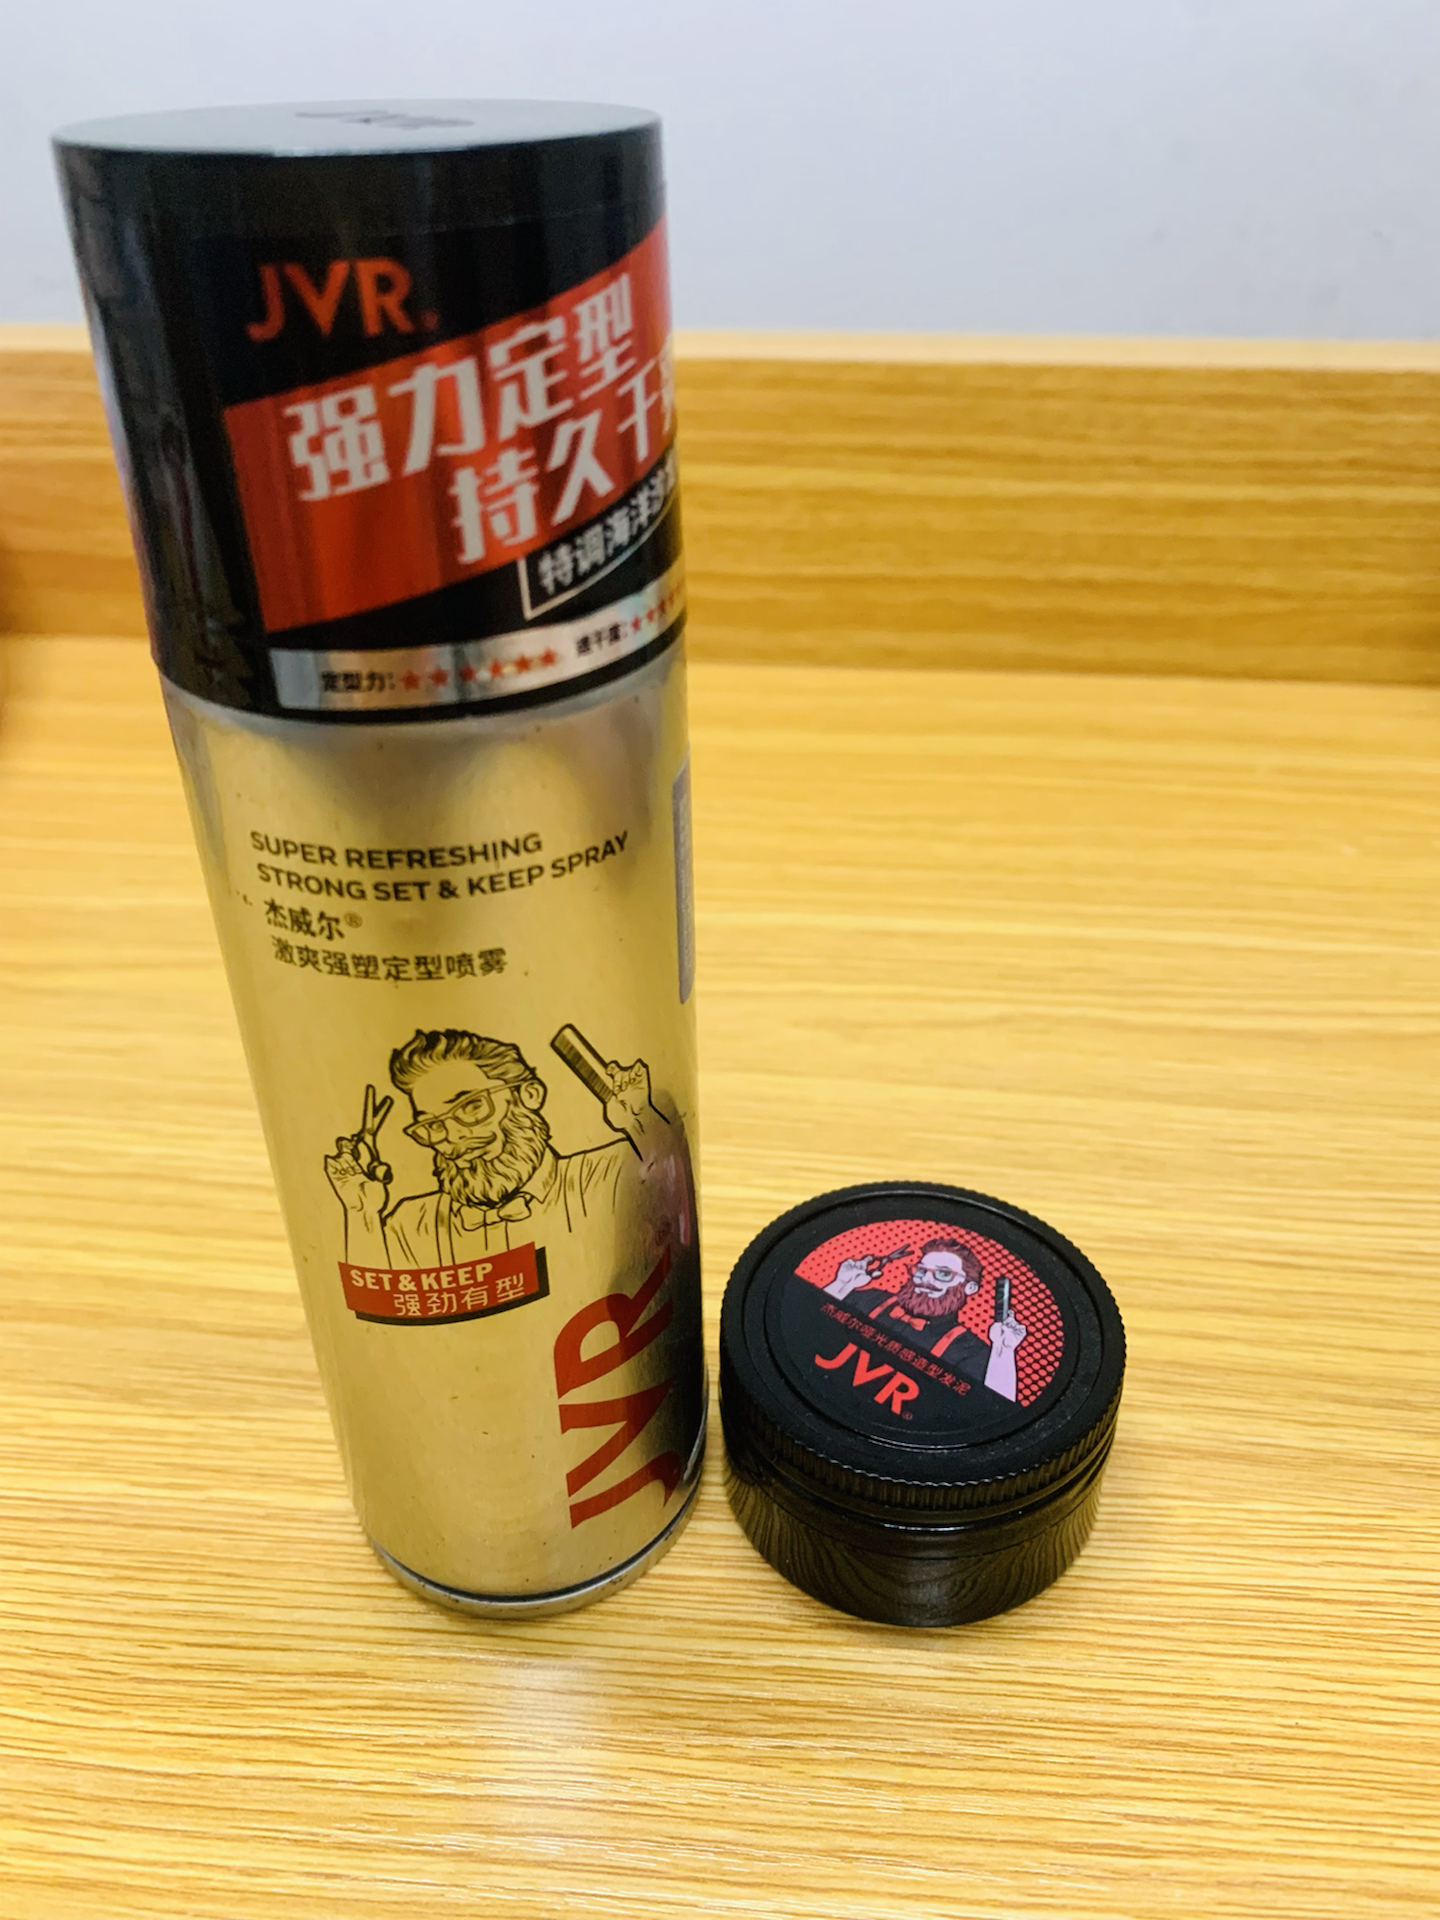 JVR®
强力定型
持久干爽
特调海洋
定型力:★★★★★★
速干度:★★★
SUPER REFRESHING
STRONG SET & KEEP SPRAY
杰威尔®
激爽强塑定型喷雾
SET & KEEP
强劲有型
JVR
杰威尔哑光质感造型发泥
JVR®